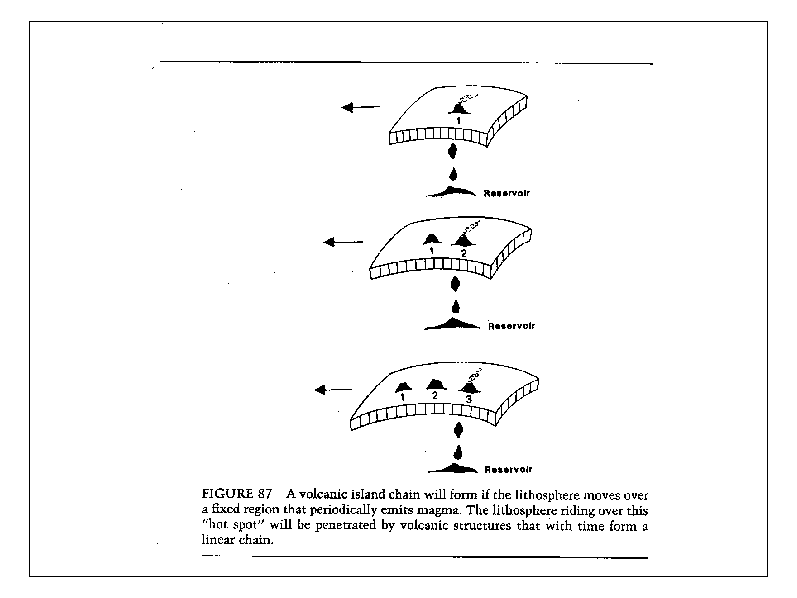 1
Reservoir
1 2
Reservoir
1 2 3
Reservoir
FIGURE 87 A volcanic island chain will form if the lithosphere moves over
a fixed region that periodically emits magma. The lithosphere riding over this
"hot spot" will be penetrated by volcanic structures that with time form a
linear chain.